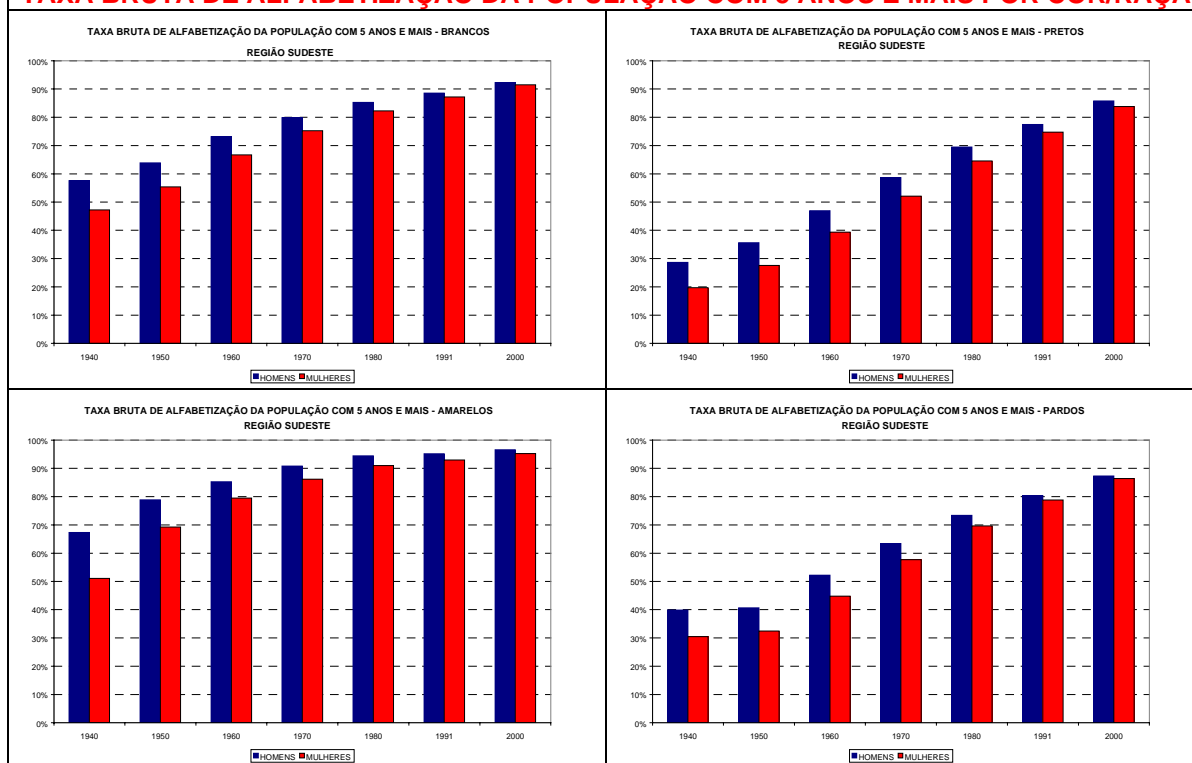 TAXA BRUTA DE ALFABETIZAÇÃO DA POPULAÇÃO COM 5 ANOS E MAIS POR COR/RAÇA
TAXA BRUTA DE ALFABETIZAÇÃO DA POPULAÇÃO COM 5 ANOS E MAIS - BRANCOS
REGIÃO SUDESTE
100%
90%
80%
70%
60%
50%
40%
30%
20%
10%
0%
1940 1950 1960 1970 1980 1991 2000
HOMENS MULHERES
TAXA BRUTA DE ALFABETIZAÇÃO DA POPULAÇÃO COM 5 ANOS E MAIS - PRETOS
REGIÃO SUDESTE
100%
90%
80%
70%
60%
50%
40%
30%
20%
10%
0%
1940 1950 1960 1970 1980 1991 2000
HOMENS MULHERES
TAXA BRUTA DE ALFABETIZAÇÃO DA POPULAÇÃO COM 5 ANOS E MAIS - AMARELOS
REGIÃO SUDESTE
100%
90%
80%
70%
60%
50%
40%
30%
20%
10%
0%
1940 1950 1960 1970 1980 1991 2000
HOMENS MULHERES
TAXA BRUTA DE ALFABETIZAÇÃO DA POPULAÇÃO COM 5 ANOS E MAIS - PARDOS
REGIÃO SUDESTE
100%
90%
80%
70%
60%
50%
40%
30%
20%
10%
0%
1940 1950 1960 1970 1980 1991 2000
HOMENS MULHERES